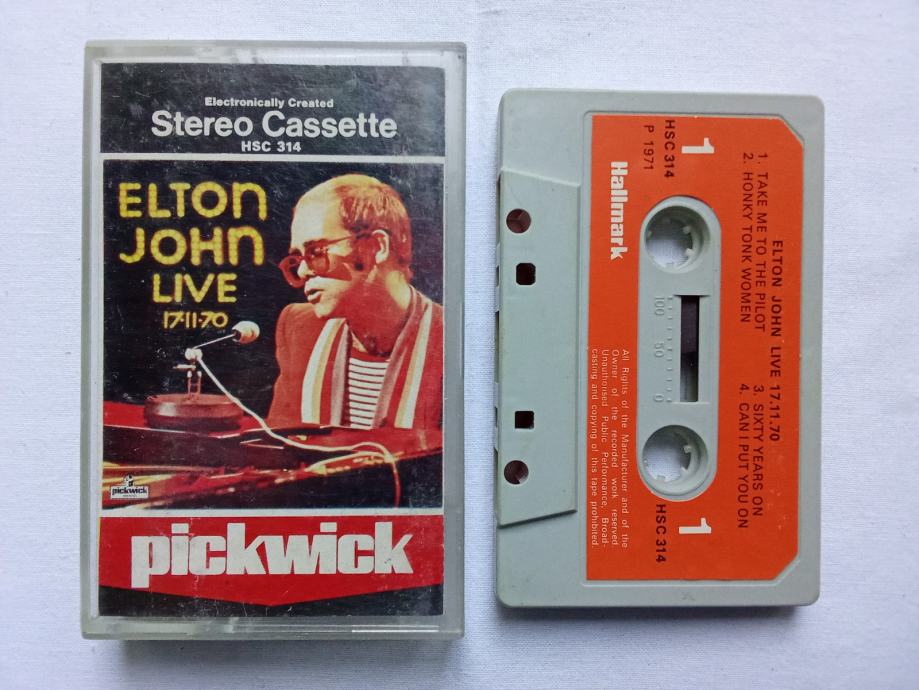 Electronically Created
Stereo Cassette
HSC 314
ELTON
JOHN
LIVE
17·11·70
pickwick
pickwick
ELTON JOHN LIVE 17.11.70
1. TAKE ME TO THE PILOT
2. HONKY TONK WOMEN
3. SIXTY YEARS ON
4. CAN I PUT YOU ON
1
HSC 314
P 1971
Hallmark
100 50 0
1
HSC 314
All Rights of the Manufacturer and of the
Owner of the recorded work reserved.
Unauthorised Public Performance, Broad-
casting and copying of this tape prohibited.